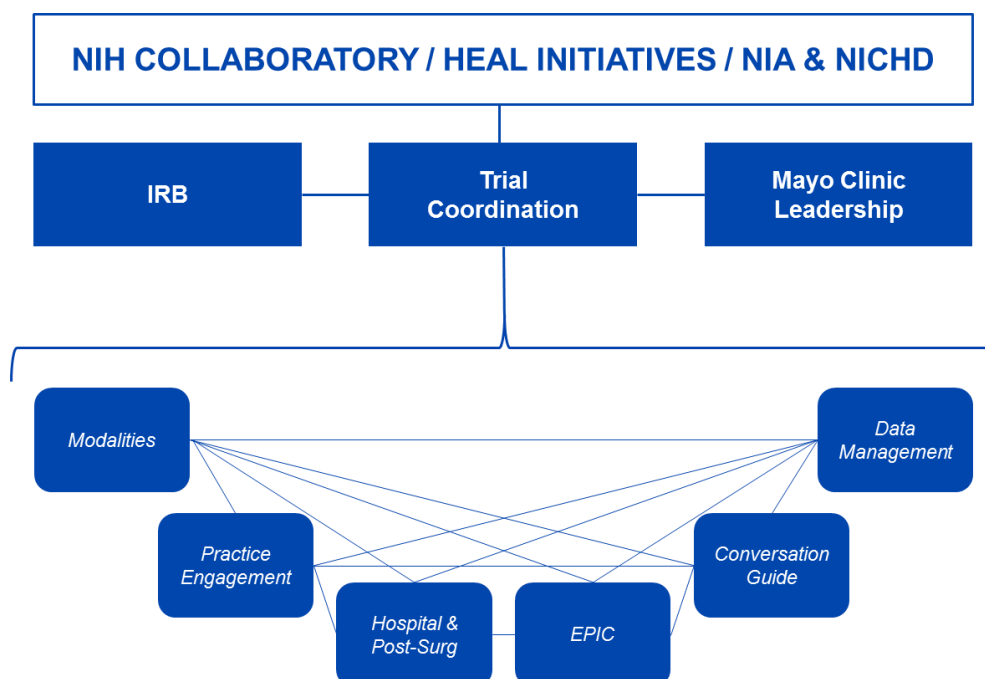 NIH COLLABORATORY / HEAL INITIATIVES / NIA & NICHD
IRB
Trial
Coordination
Mayo Clinic
Leadership
Modalities
Data
Management
Practice
Engagement
Conversation
Guide
Hospital &
Post-Surg
EPIC